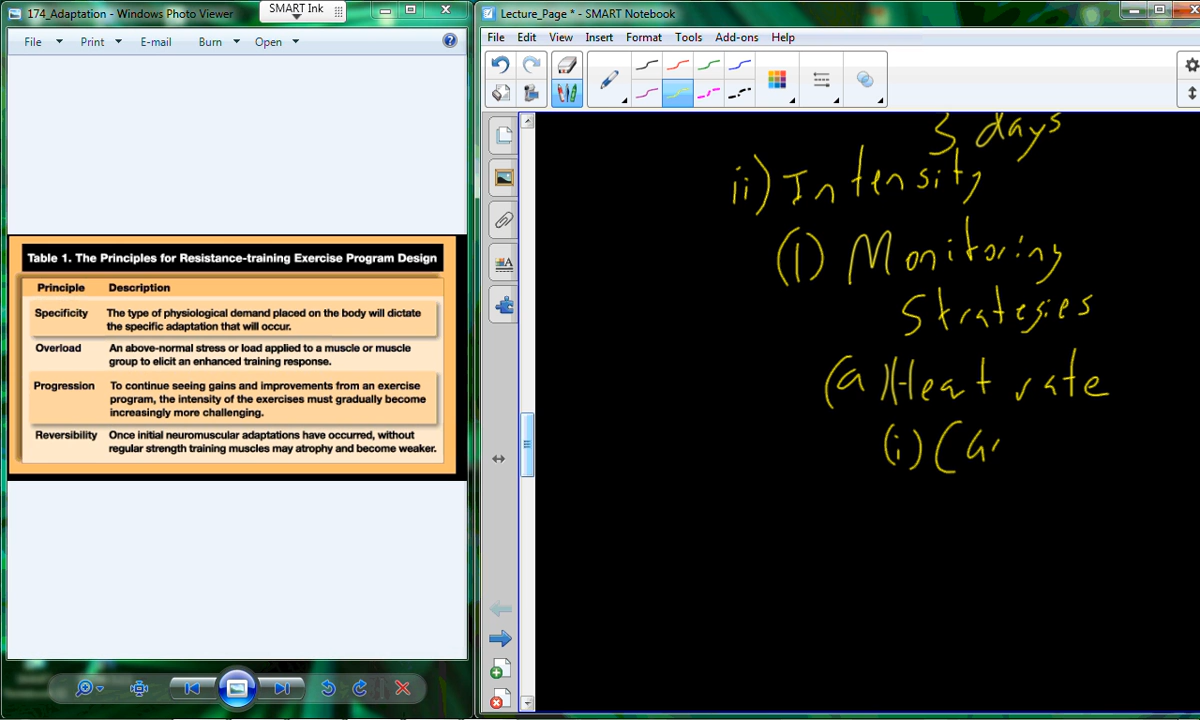 174_Adaptation - Windows Photo Viewer
SMART Ink
File Print E-mail Burn Open
Table 1. The Principles for Resistance-training Exercise Program Design
Principle Description
Specificity The type of physiological demand placed on the body will dictate
the specific adaptation that will occur.
Overload An above-normal stress or load applied to a muscle or muscle
group to elicit an enhanced training response.
Progression To continue seeing gains and improvements from an exercise
program, the intensity of the exercises must gradually become
increasingly more challenging.
Reversibility Once initial neuromuscular adaptations have occurred, without
regular strength training muscles may atrophy and become weaker.
Lecture_Page * - SMART Notebook
File Edit View Insert Format Tools Add-ons Help
days
ii) Intensity
(1) Monitoring
Strategies
(a) Heart rate
(i)